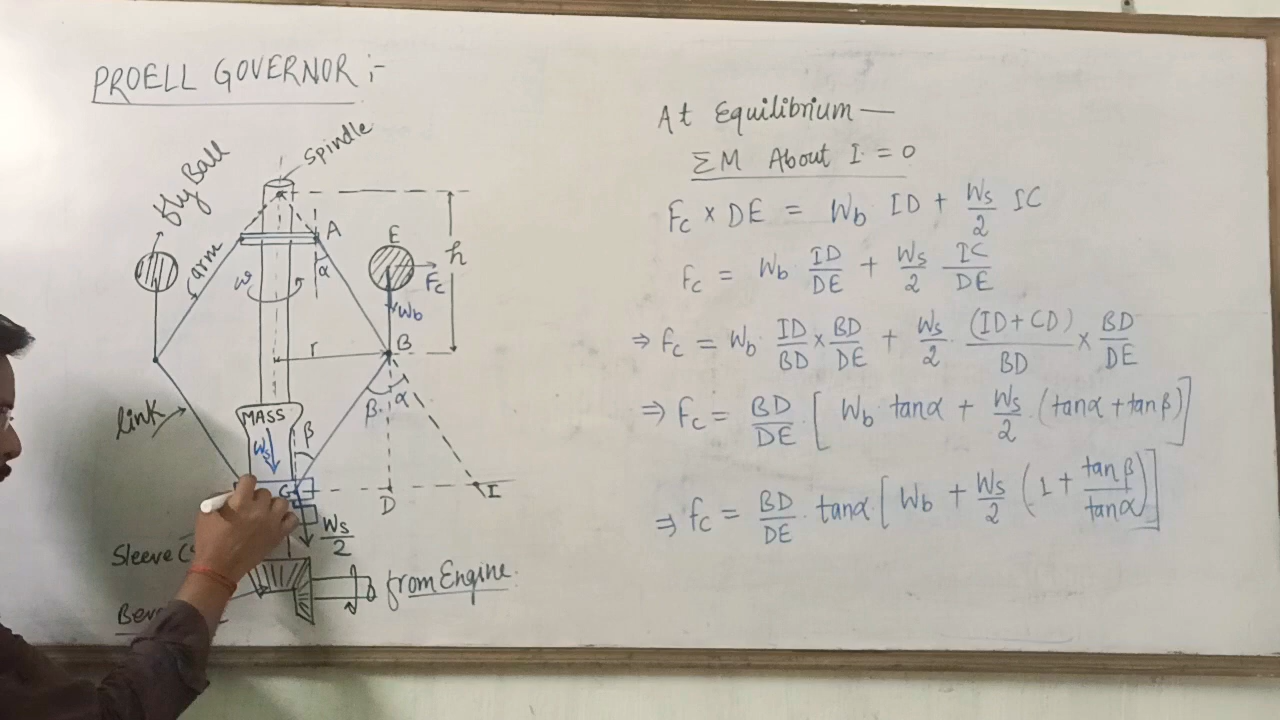 PROELL GOVERNOR :-
Spindle
fly Ball
arm
A
E
α
h
ω
Fc
Wb
r
B
link
MASS
β
β
α
Ws
C
D
I
Ws/2
Sleeve (
from Engine.
At Equilibrium —
ΣM About I = 0
Fc × DE = Wb ID + Ws/2 IC
Fc = Wb ID/DE + Ws/2 IC/DE
⇒ Fc = Wb ID/BD × BD/DE + Ws/2 · (ID+CD)/BD × BD/DE
⇒ Fc = BD/DE · [ Wb · tanα + Ws/2 · (tanα + tanβ) ]
⇒ fc = BD/DE · tanα [ Wb + Ws/2 ( 1 + tanβ/tanα ) ]